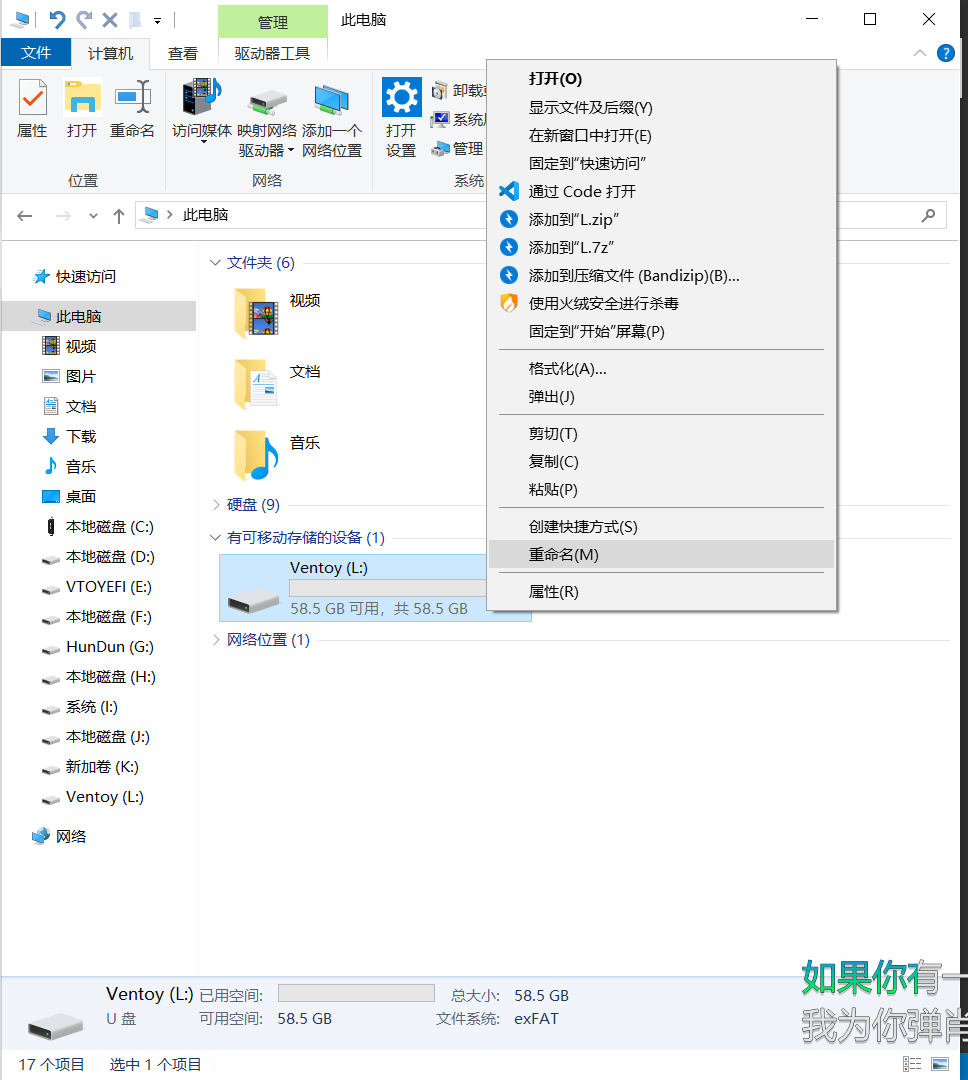 管理
此电脑
文件
计算机
查看
驱动器工具
属性
打开
重命名
访问媒体
映射网络
驱动器
添加一个
网络位置
打开
设置
卸载
系统
管理
位置
网络
系统
此电脑
快速访问
此电脑
视频
图片
文档
下载
音乐
桌面
本地磁盘 (C:)
本地磁盘 (D:)
VTOYEFI (E:)
本地磁盘 (F:)
HunDun (G:)
本地磁盘 (H:)
系统 (I:)
本地磁盘 (J:)
新加卷 (K:)
Ventoy (L:)
网络
文件夹 (6)
视频
文档
音乐
硬盘 (9)
有可移动存储的设备 (1)
Ventoy (L:)
58.5 GB 可用，共 58.5 GB
网络位置 (1)
打开(O)
显示文件及后缀(Y)
在新窗口中打开(E)
固定到"快速访问"
通过 Code 打开
添加到"L.zip"
添加到"L.7z"
添加到压缩文件 (Bandizip)(B)...
使用火绒安全进行杀毒
固定到"开始"屏幕(P)
格式化(A)...
弹出(J)
剪切(T)
复制(C)
粘贴(P)
创建快捷方式(S)
重命名(M)
属性(R)
Ventoy (L:) 已用空间: 总大小: 58.5 GB
U 盘 可用空间: 58.5 GB 文件系统: exFAT
如果你有一
我为你弹肖
17 个项目 选中 1 个项目